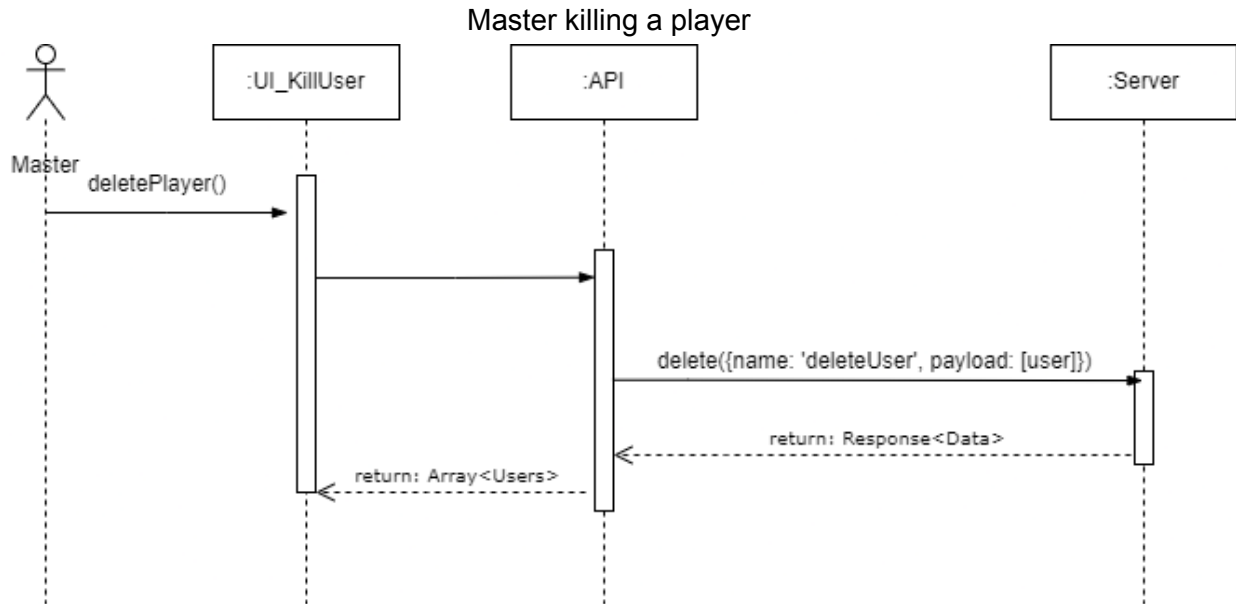 Master killing a player
:UI_KillUser
:API
:Server
Master
deletePlayer()
delete({name: 'deleteUser', payload: [user]})
return: Response<Data>
return: Array<Users>